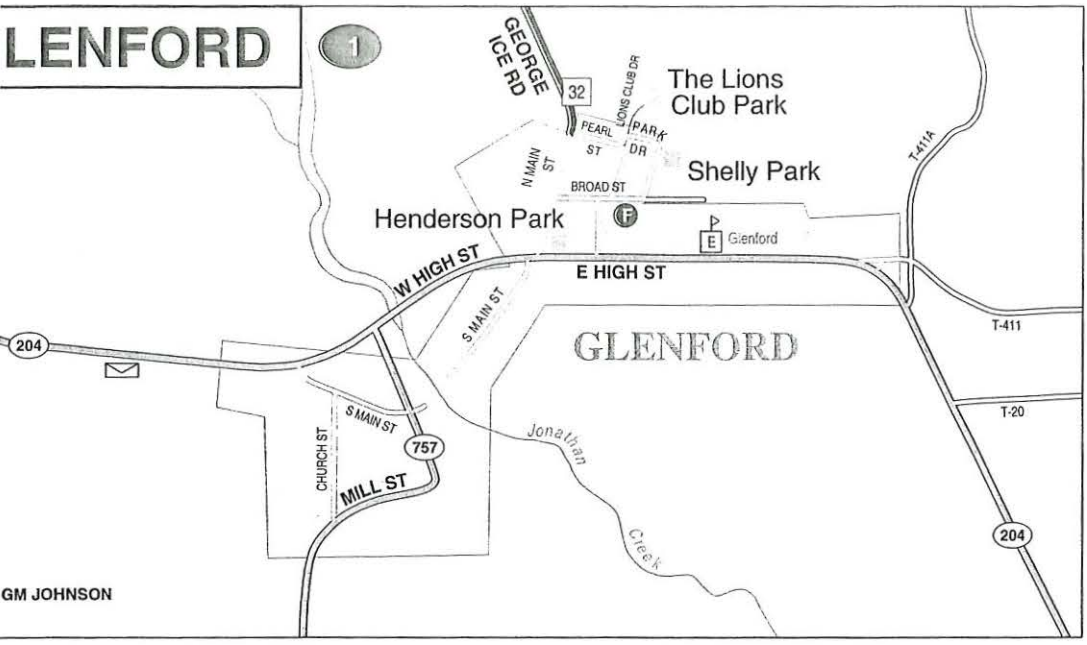 LENFORD
1
GEORGE
ICE RD
32
LIONS CLUB DR
The Lions
Club Park
PEARL
ST
PARK
DR
N MAIN
ST
Shelly Park
BROAD ST
T-411A
Henderson Park
F
E
Glenford
W HIGH ST
E HIGH ST
S MAIN ST
T-411
204
GLENFORD
T-20
S MAIN ST
CHURCH ST
757
Jonathan
MILL ST
Creek
204
GM JOHNSON